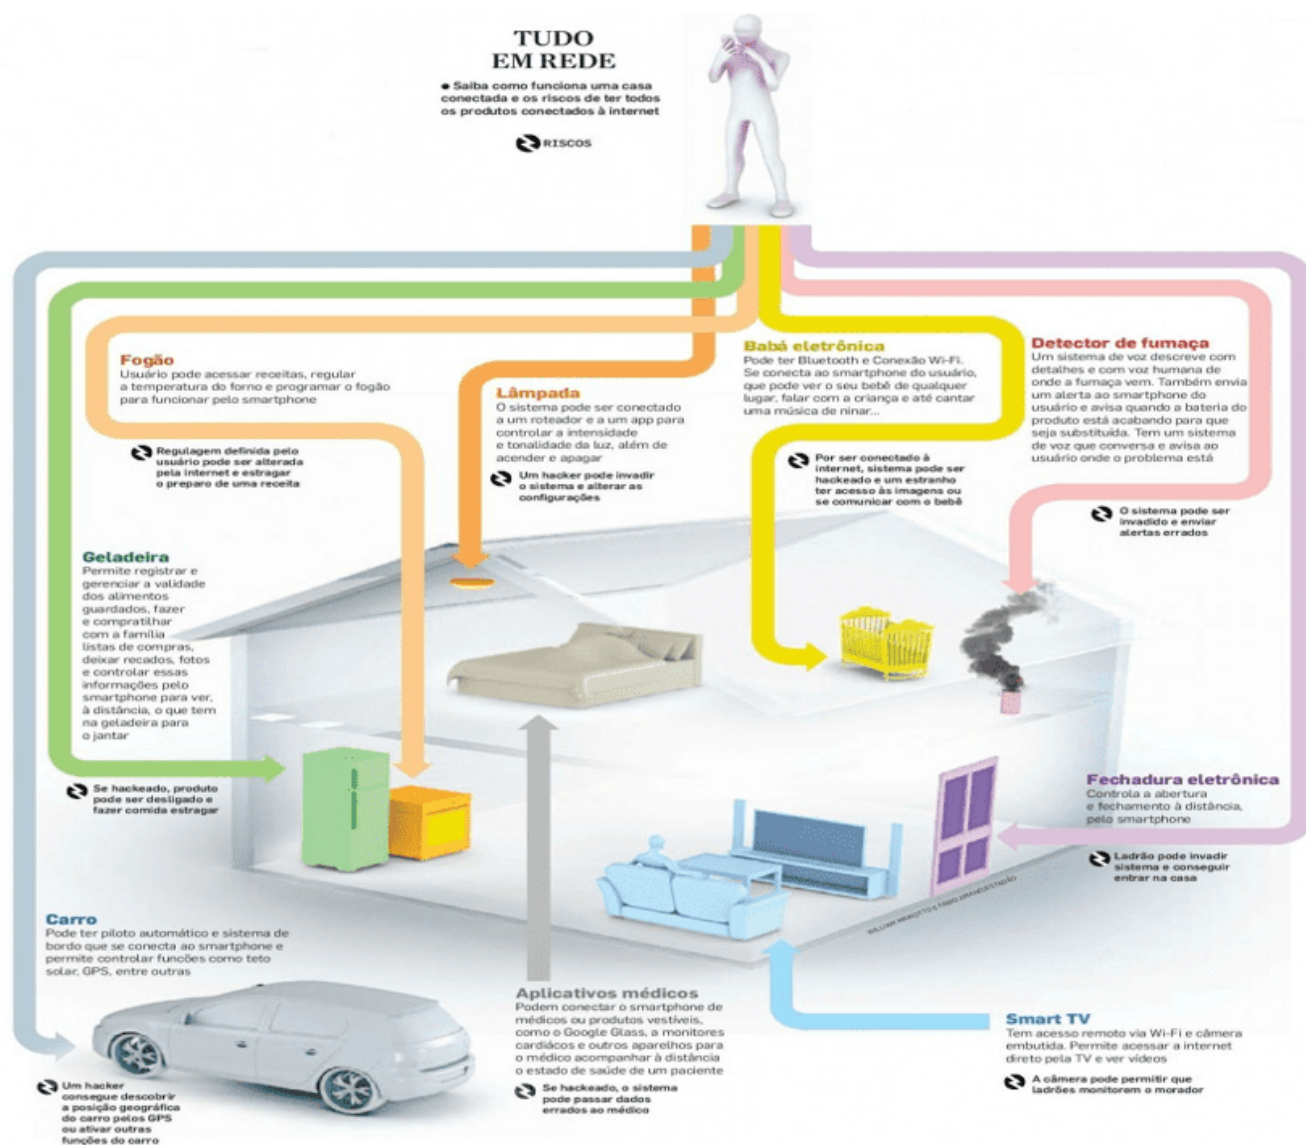 TUDO
EM REDE
● Saiba como funciona uma casa
conectada e os riscos de ter todos
os produtos conectados à internet
RISCOS
Fogão
Usuário pode acessar receitas, regular
a temperatura do forno e programar o fogão
para funcionar pelo smartphone
Regulagem definida pelo
usuário pode ser alterada
pela internet e estragar
o preparo de uma receita
Lâmpada
O sistema pode ser conectado
a um roteador e a um app para
controlar a intensidade
e tonalidade da luz, além de
acender e apagar
Um hacker pode invadir
o sistema e alterar as
configurações
Babá eletrônica
Pode ter Bluetooth e Conexão Wi-Fi.
Se conecta ao smartphone do usuário,
que pode ver o seu bebê de qualquer
lugar, falar com a criança e até cantar
uma música de ninar...
Por ser conectado à
internet, sistema pode ser
hackeado e um estranho
ter acesso às imagens ou
se comunicar com o bebê
Detector de fumaça
Um sistema de voz descreve com
detalhes e com voz humana de
onde a fumaça vem. Também envia
um alerta ao smartphone do
usuário e avisa quando a bateria do
produto está acabando para que
seja substituída. Tem um sistema
de voz que conversa e avisa ao
usuário onde o problema está
O sistema pode ser
invadido e enviar
alertas errados
Geladeira
Permite registrar e
gerenciar a validade
dos alimentos
guardados, fazer
e compratilhar
com a família
listas de compras,
deixar recados, fotos
e controlar essas
informações pelo
smartphone para ver,
à distância, o que tem
na geladeira para
o jantar
Se hackeado, produto
pode ser desligado e
fazer comida estragar
Fechadura eletrônica
Controla a abertura
e fechamento à distância,
pelo smartphone
Ladrão pode invadir
sistema e conseguir
entrar na casa
Carro
Pode ter piloto automático e sistema de
bordo que se conecta ao smartphone e
permite controlar funcões como teto
solar, GPS, entre outras
Um hacker
consegue descobrir
a posição geográfica
do carro pelos GPS
ou ativar outras
funções do carro
Aplicativos médicos
Podem conectar o smartphone de
médicos ou produtos vestíveis,
como o Google Glass, a monitores
cardíacos e outros aparelhos para
o médico acompanhar à distância
o estado de saúde de um paciente
Se hackeado, o sistema
pode passar dados
errados ao médico
Smart TV
Tem acesso remoto via Wi-Fi e câmera
embutida. Permite acessar a internet
direto pela TV e ver vídeos
A câmera pode permitir que
ladrões monitorem o morador